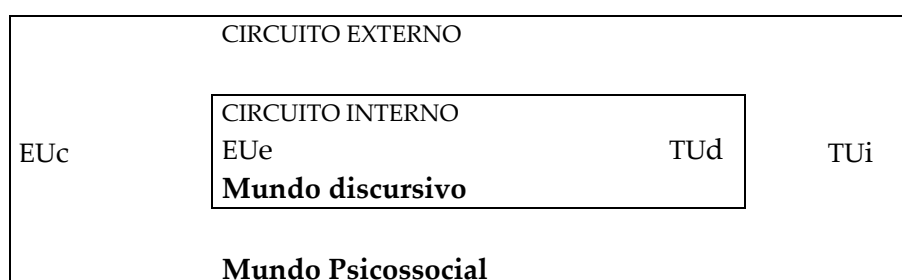 CIRCUITO EXTERNO
CIRCUITO INTERNO
EUc EUe TUd TUi
Mundo discursivo
Mundo Psicossocial